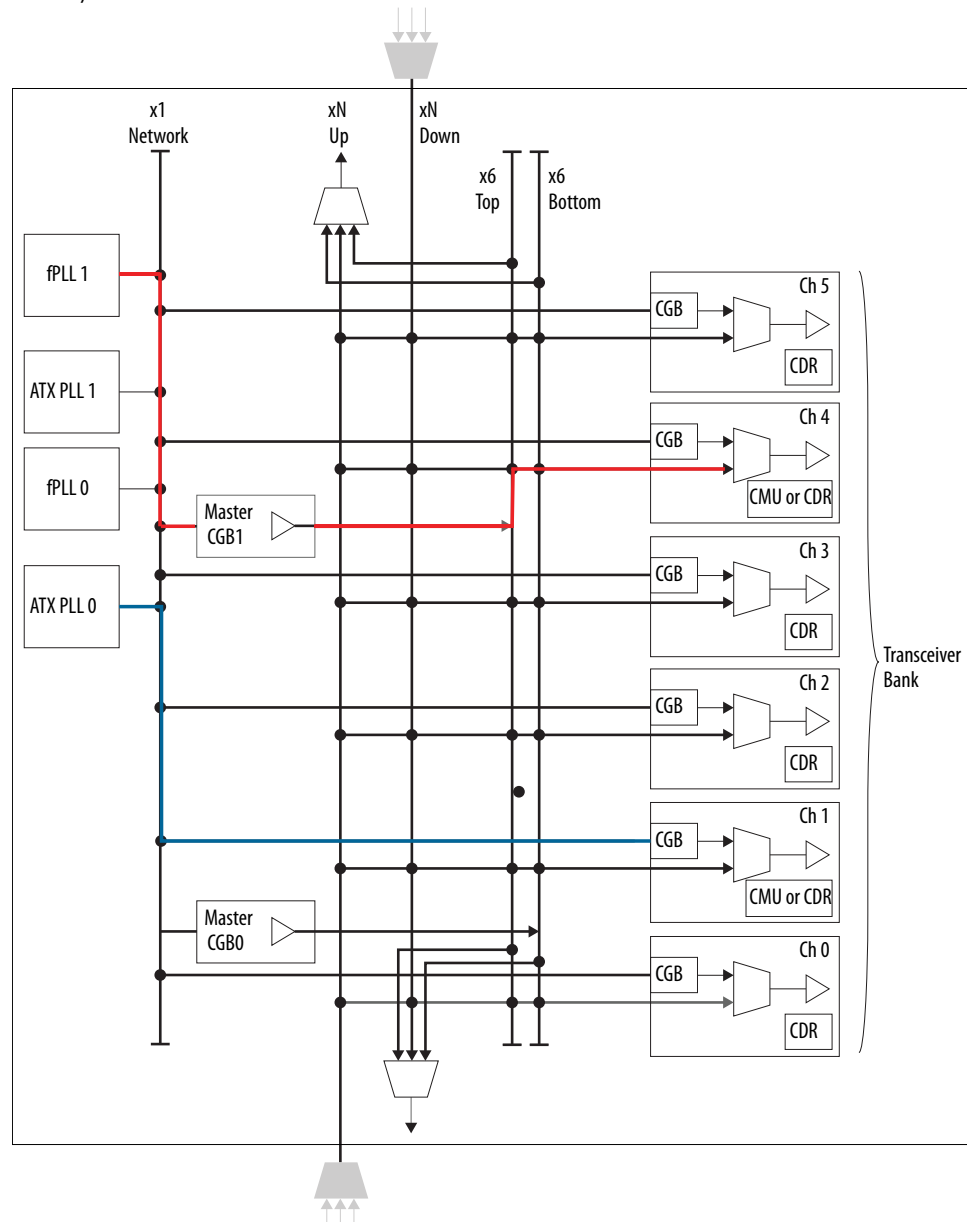 x1
Network
xN
Up
xN
Down
x6
Top
x6
Bottom
fPLL 1
ATX PLL 1
fPLL 0
ATX PLL 0
Master
CGB1
Master
CGB0
Ch 5
CGB
CDR
Ch 4
CGB
CMU or CDR
Ch 3
CGB
CDR
Ch 2
CGB
CDR
Ch 1
CGB
CMU or CDR
Ch 0
CGB
CDR
Transceiver
Bank